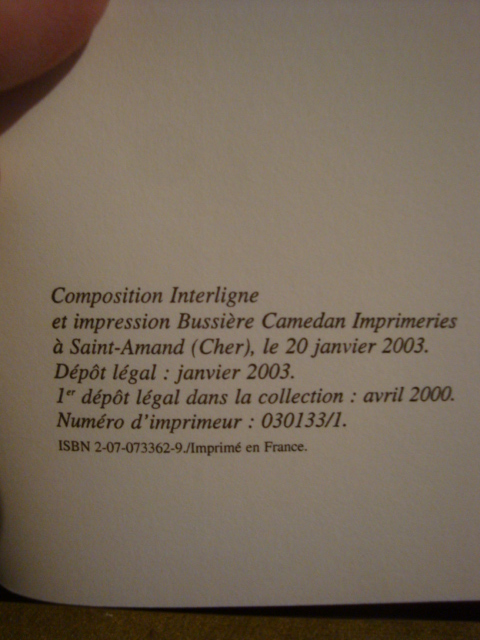 Composition Interligne
et impression Bussière Camedan Imprimeries
à Saint-Amand (Cher), le 20 janvier 2003.
Dépôt légal : janvier 2003.
1er dépôt légal dans la collection : avril 2000.
Numéro d'imprimeur : 030133/1.
ISBN 2-07-073362-9./Imprimé en France.